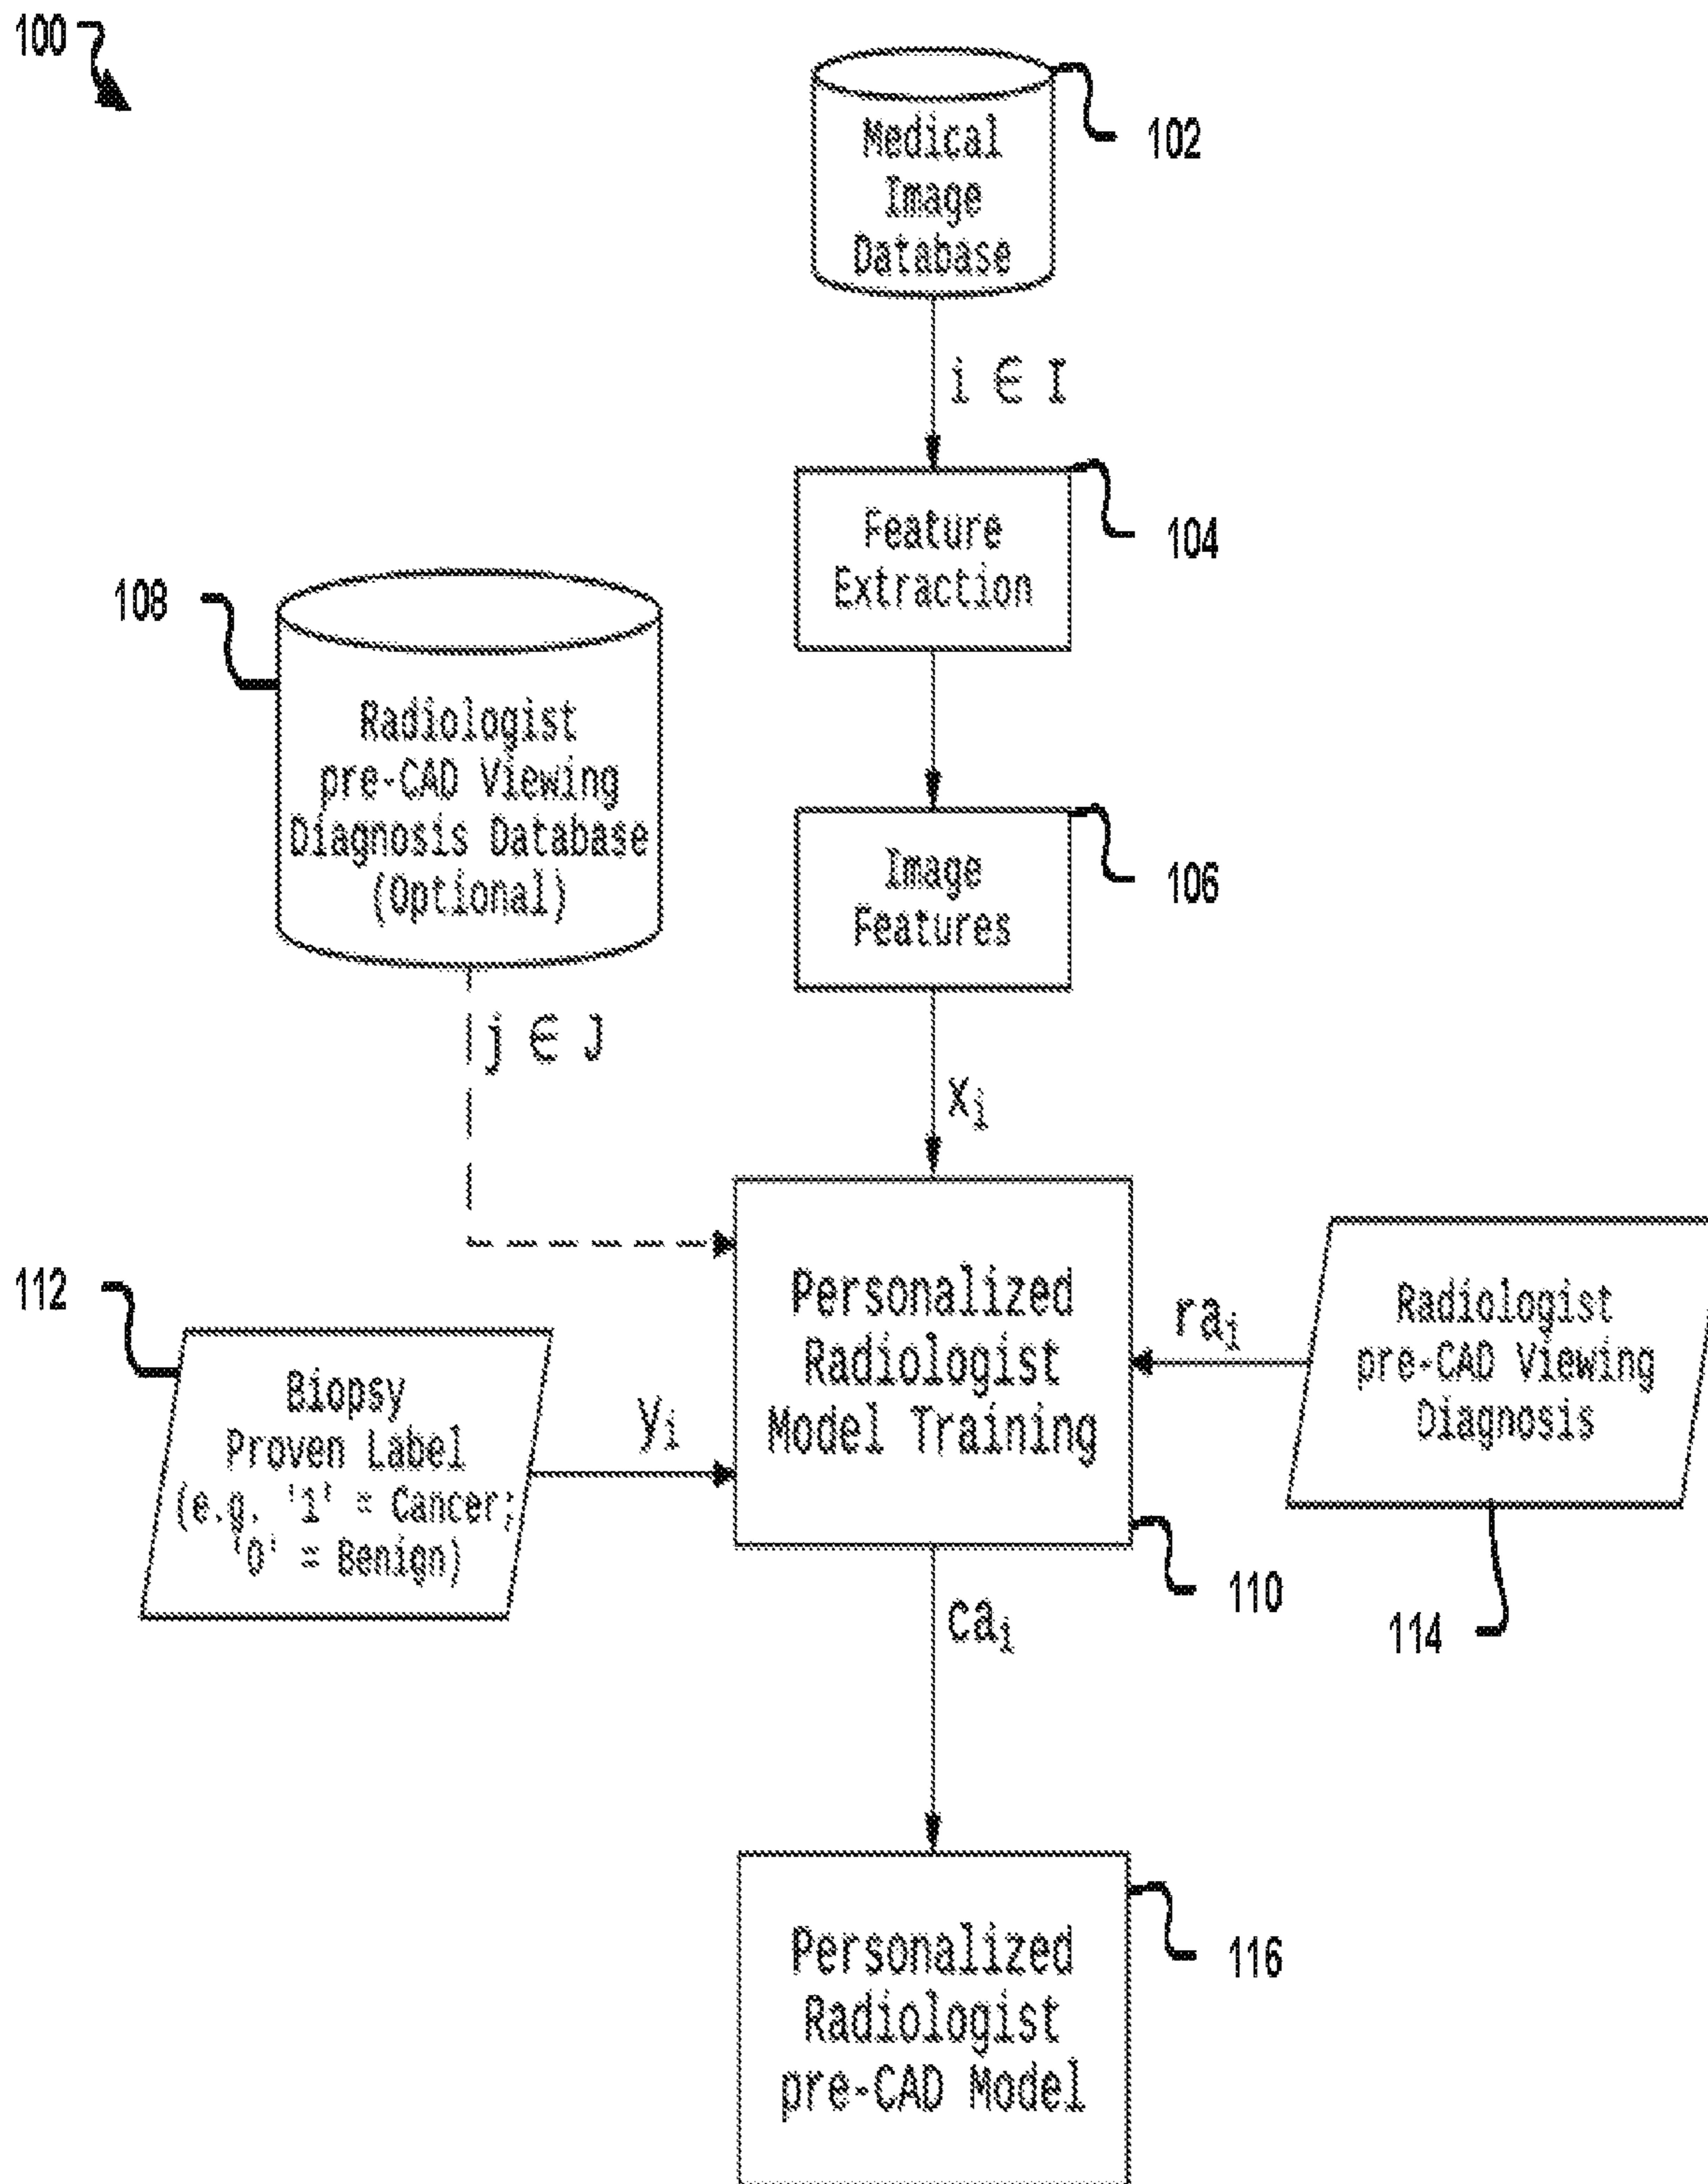 100
Medical
Image
Database
102
i ∈ I
Feature
Extraction
104
108
Radiologist
pre-CAD Viewing
Diagnosis Database
(Optional)
Image
Features
106
j ∈ J
xᵢ
112
Biopsy
Proven Label
(e.g. '1' = Cancer;
'0' = Benign)
yᵢ
Personalized
Radiologist
Model Training
raᵢ
Radiologist
pre-CAD Viewing
Diagnosis
110
114
caᵢ
Personalized
Radiologist
pre-CAD Model
116